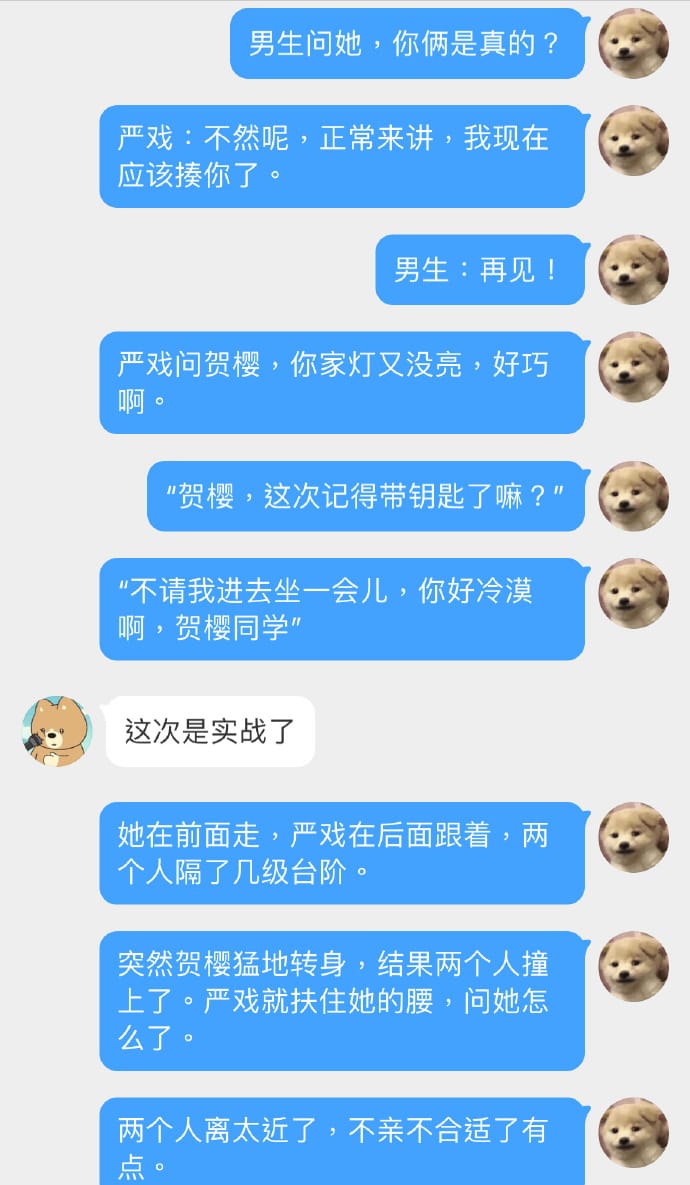 男生问她，你俩是真的？
严戏：不然呢，正常来讲，我现在
应该揍你了。
男生：再见！
严戏问贺樱，你家灯又没亮，好巧
啊。
“贺樱，这次记得带钥匙了嘛？”
“不请我进去坐一会儿，你好冷漠
啊，贺樱同学”
这次是实战了
她在前面走，严戏在后面跟着，两
个人隔了几级台阶。
突然贺樱猛地转身，结果两个人撞
上了。严戏就扶住她的腰，问她怎
么了。
两个人离太近了，不亲不合适了有
点。